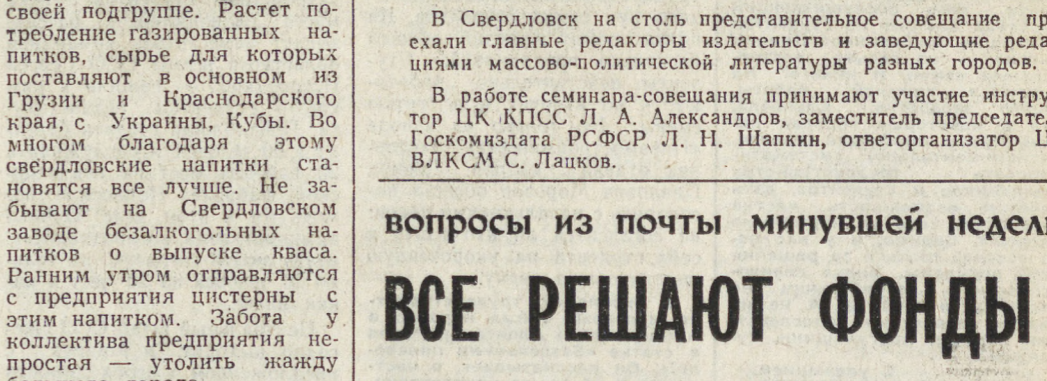 своей подгруппе. Растет по-
требление газированных на-
питков, сырье для которых
поставляют в основном из
Грузии и Краснодарского
края, с Украины, Кубы. Во
многом благодаря этому
свердловские напитки ста-
новятся все лучше. Не за-
бывают на Свердловском
заводе безалкогольных на-
питков о выпуске кваса.
Ранним утром отправляются
с предприятия цистерны с
этим напитком. Забота у
коллектива предприятия не-
простая — утолить жажду
В Свердловск на столь представительное совещание пр
ехали главные редакторы издательств и заведующие реда
циями массово-политической литературы разных городов.
В работе семинара-совещания принимают участие инстру
тор ЦК КПСС Л. А. Александров, заместитель председате
Госкомиздата РСФСР Л. Н. Шапкин, ответорганизатор Ц
ВЛКСМ С. Лацков.
вопросы из почты минувшей недел
ВСЕ РЕШАЮТ ФОНДЫ